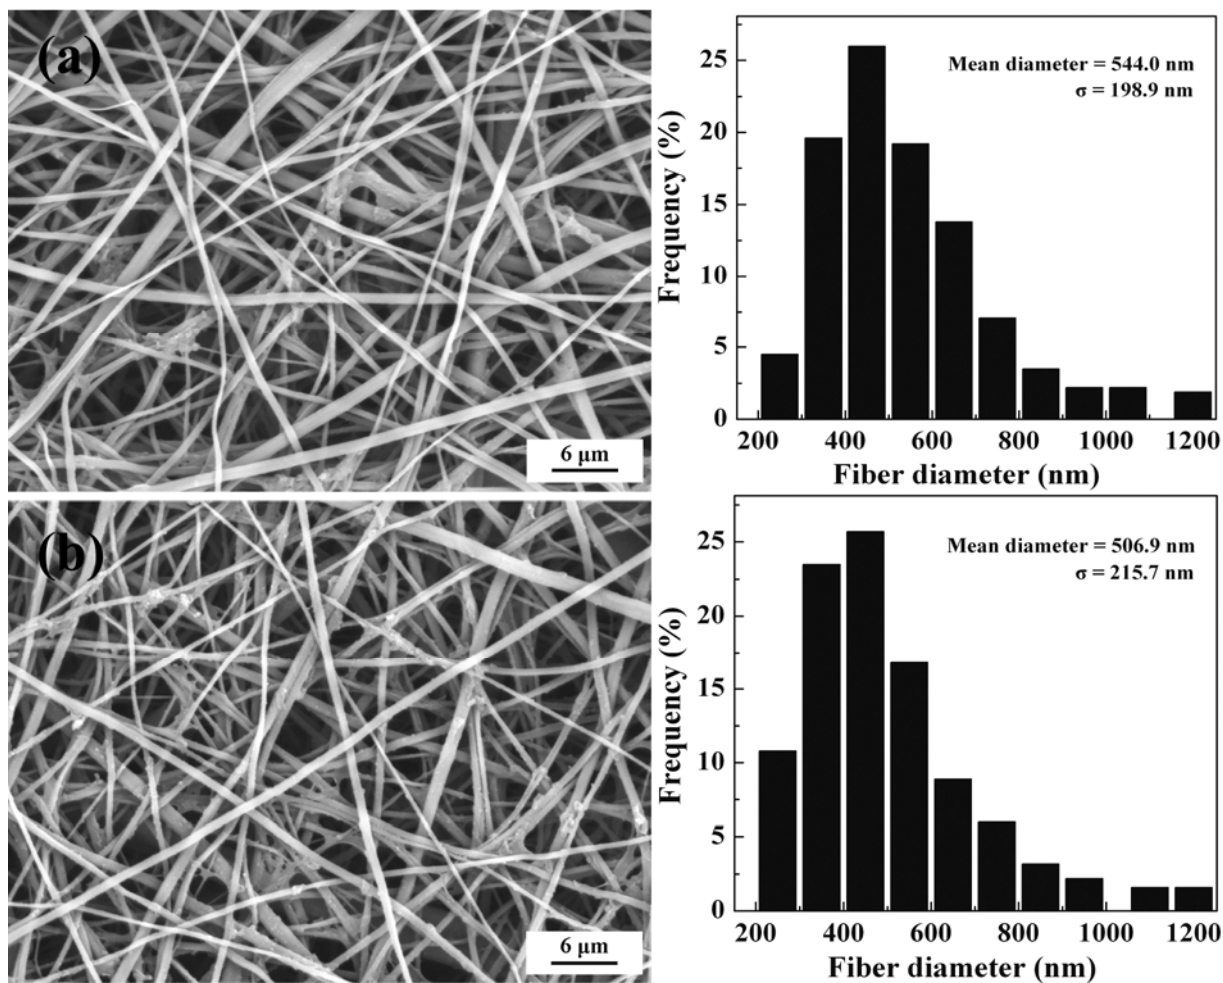 (a)
6 μm
Frequency (%)
25
20
15
10
5
0
Mean diameter = 544.0 nm
σ = 198.9 nm
200 400 600 800 1000 1200
Fiber diameter (nm)
(b)
6 μm
Frequency (%)
25
20
15
10
5
0
Mean diameter = 506.9 nm
σ = 215.7 nm
200 400 600 800 1000 1200
Fiber diameter (nm)